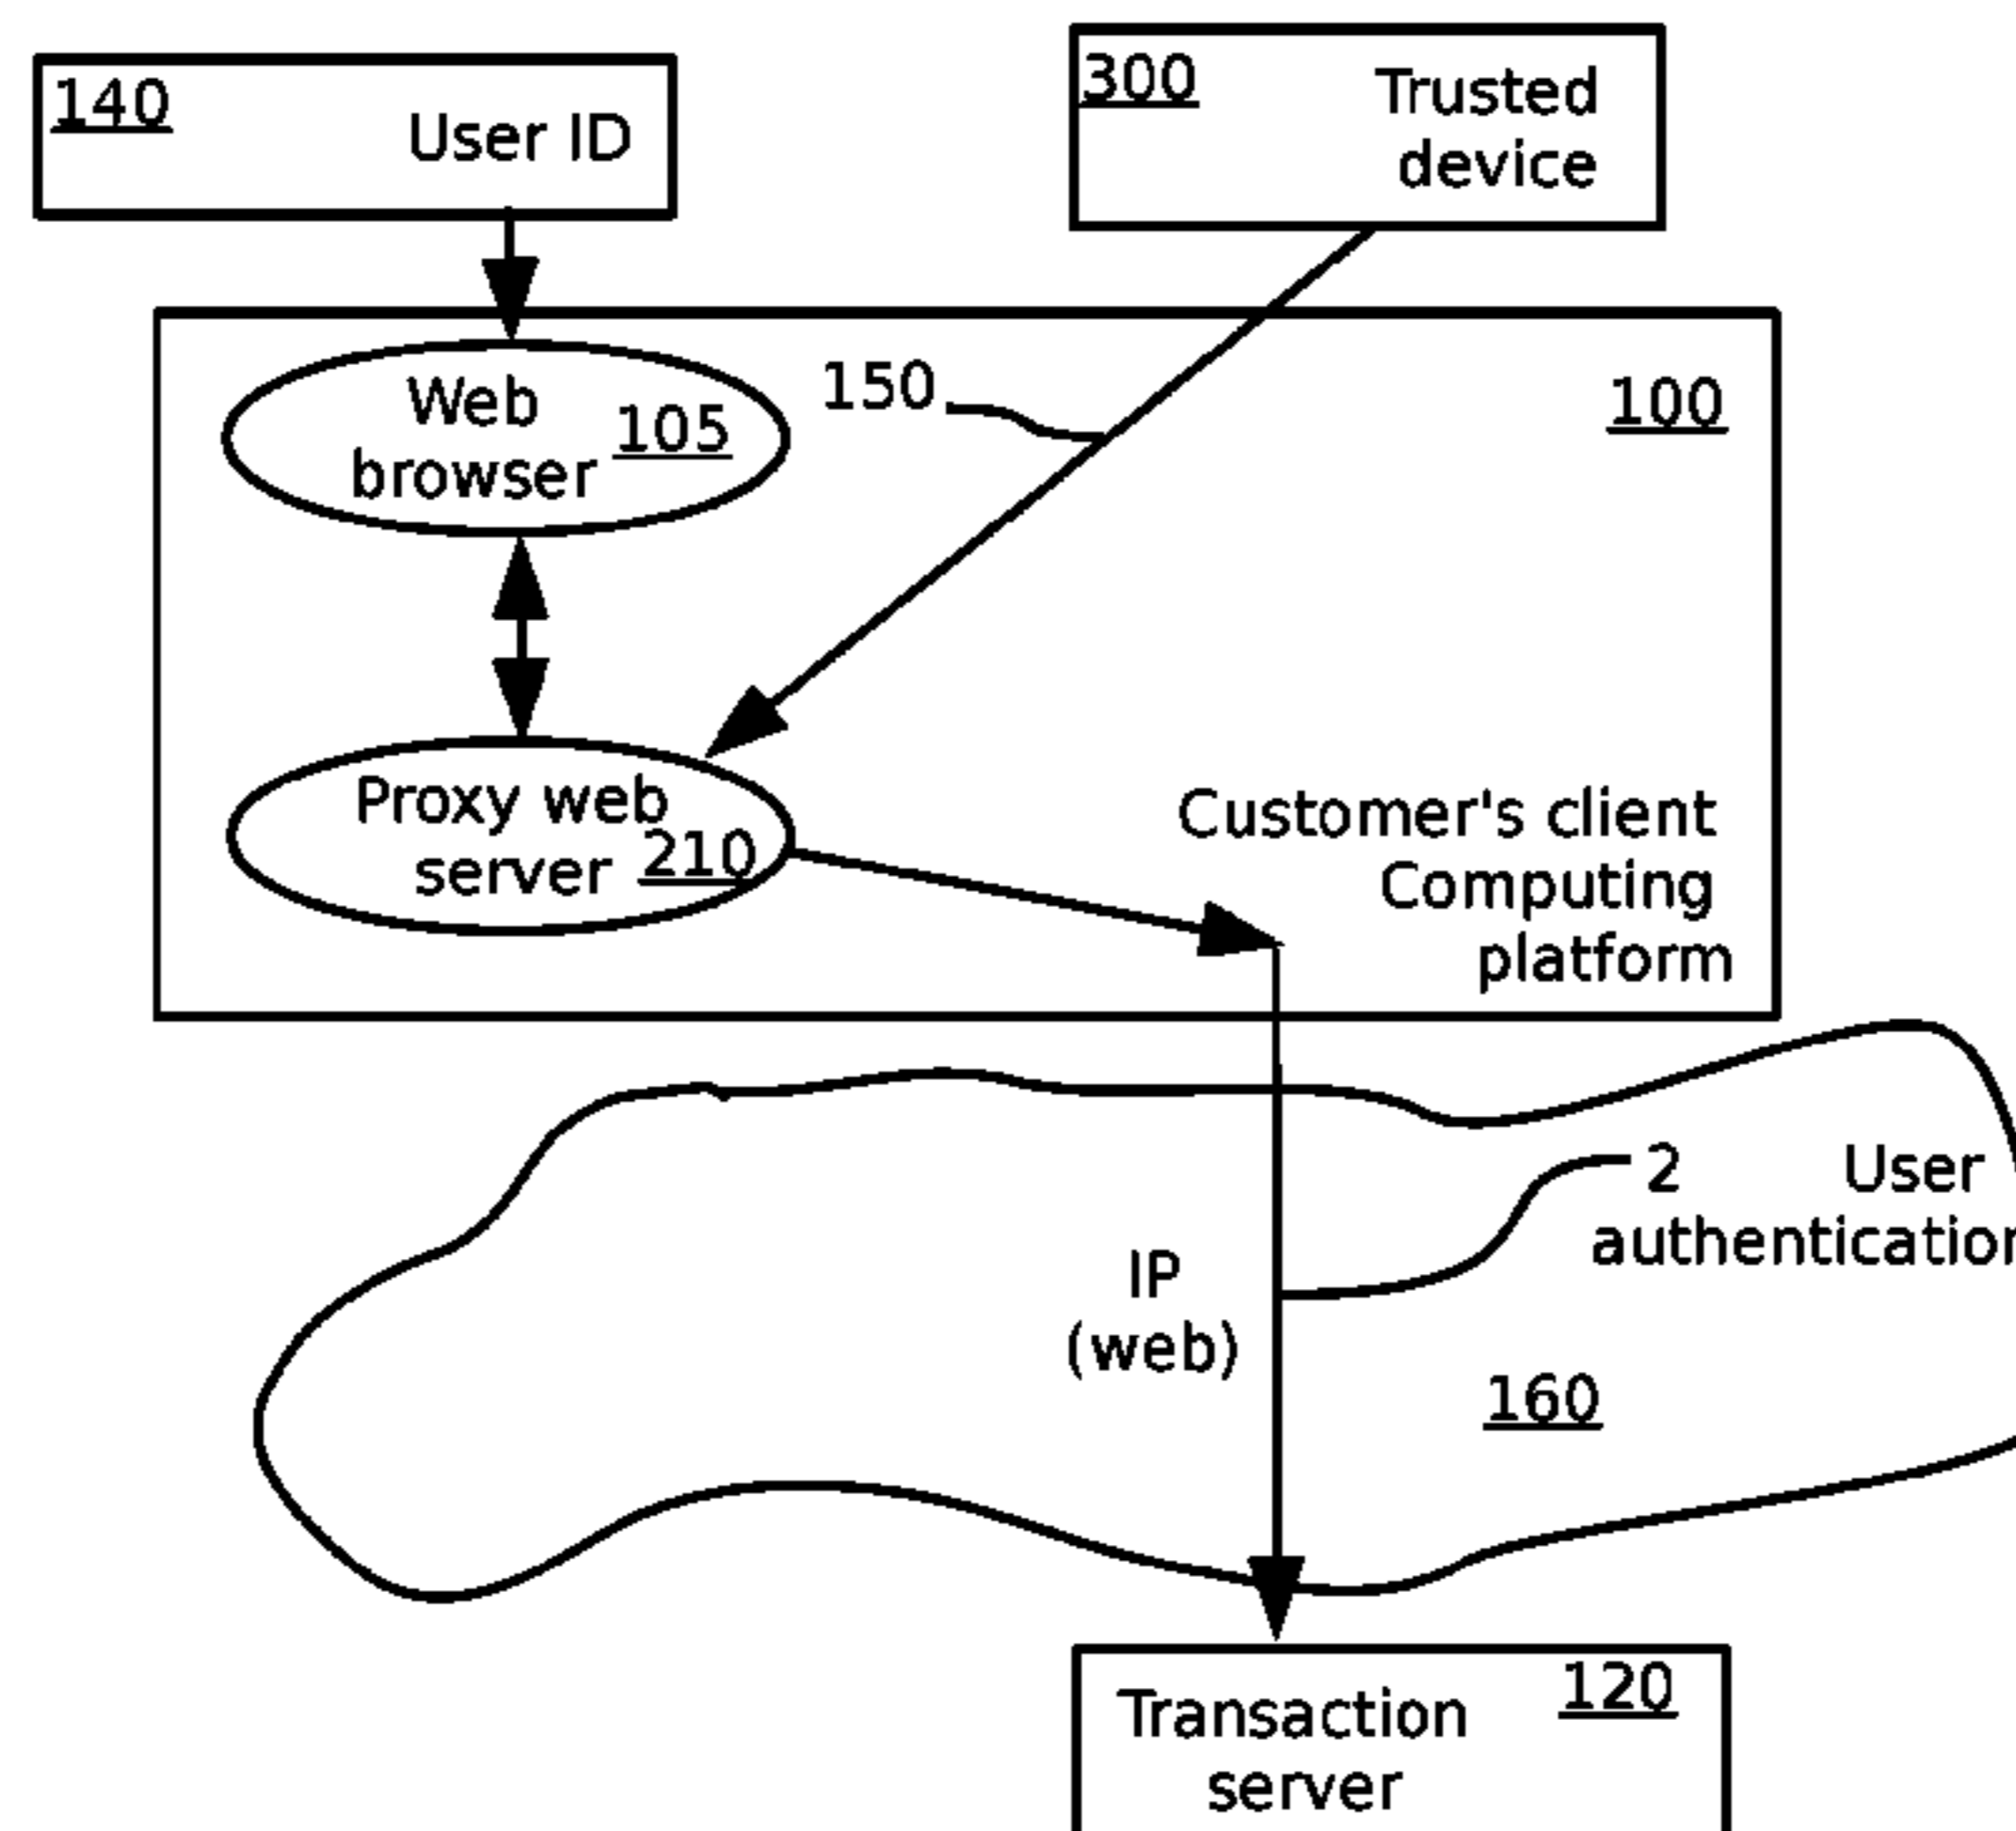 140
User ID
300
Trusted
device
Web
browser
105
150
100
Proxy web
server
210
Customer's client
Computing
platform
2
User
authentication
IP
(web)
160
120
Transaction
server